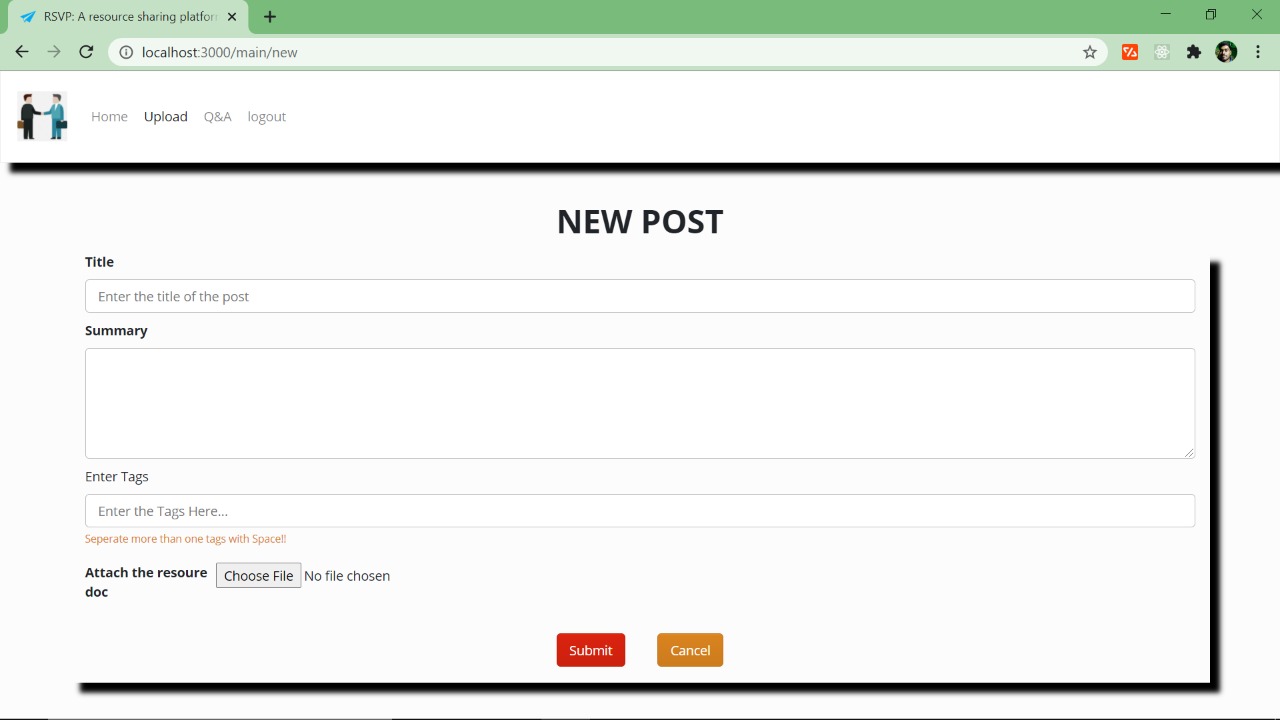 RSVP: A resource sharing platfor
localhost:3000/main/new
Home Upload Q&A logout
NEW POST
Title
Enter the title of the post
Summary
Enter Tags
Enter the Tags Here...
Seperate more than one tags with Space!!
Attach the resoure doc
Choose File No file chosen
Submit Cancel